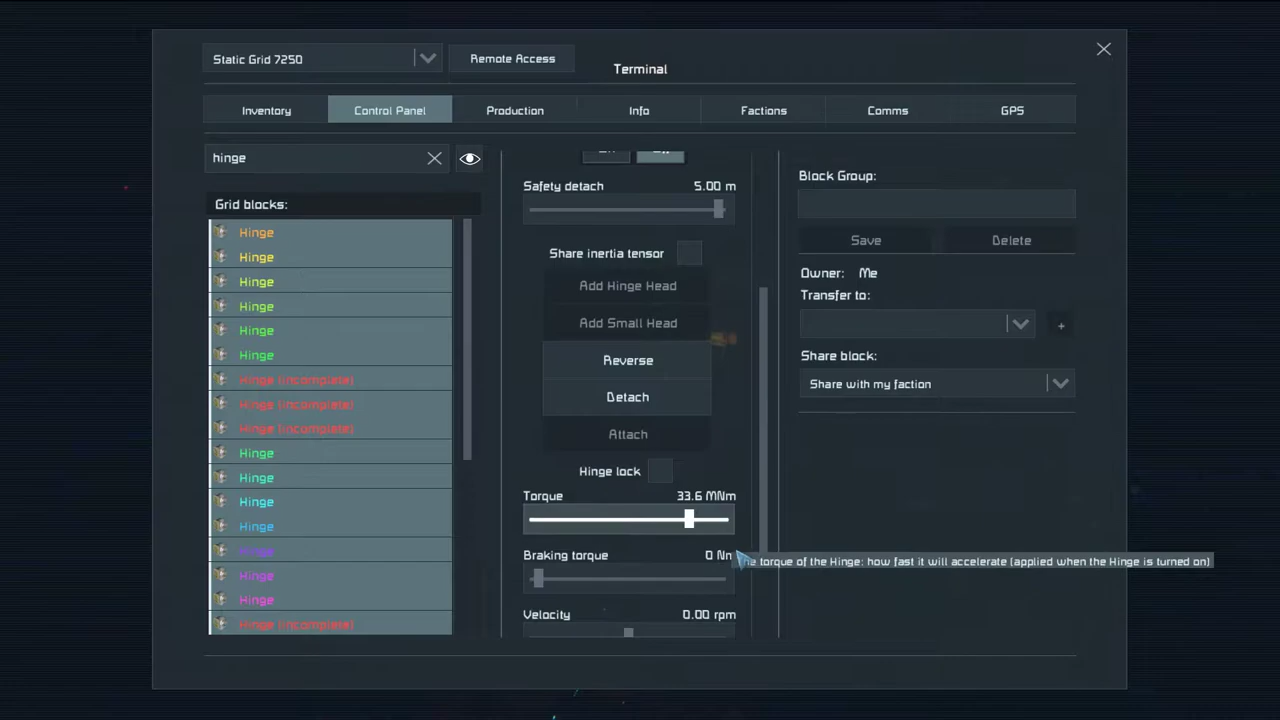 Static Grid 7250
Remote Access
Terminal
Inventory
Control Panel
Production
Info
Factions
Comms
GPS
hinge
Grid blocks:
Hinge
Hinge
Hinge
Hinge
Hinge
Hinge
Hinge (Incomplete)
Hinge (Incomplete)
Hinge (Incomplete)
Hinge
Hinge
Hinge
Hinge
Hinge
Hinge
Hinge
Hinge (Incomplete)
Safety detach 5.00 m
Share inertia tensor
Add Hinge Head
Add Small Head
Reverse
Detach
Attach
Hinge lock
Torque 33.6 MNm
Braking torque 0 Nm
torque of the Hinge: how fast it will accelerate (applied when the Hinge is turned on)
Velocity 0.00 rpm
Block Group:
Save
Delete
Owner: Me
Transfer to:
+
Share block:
Share with my faction